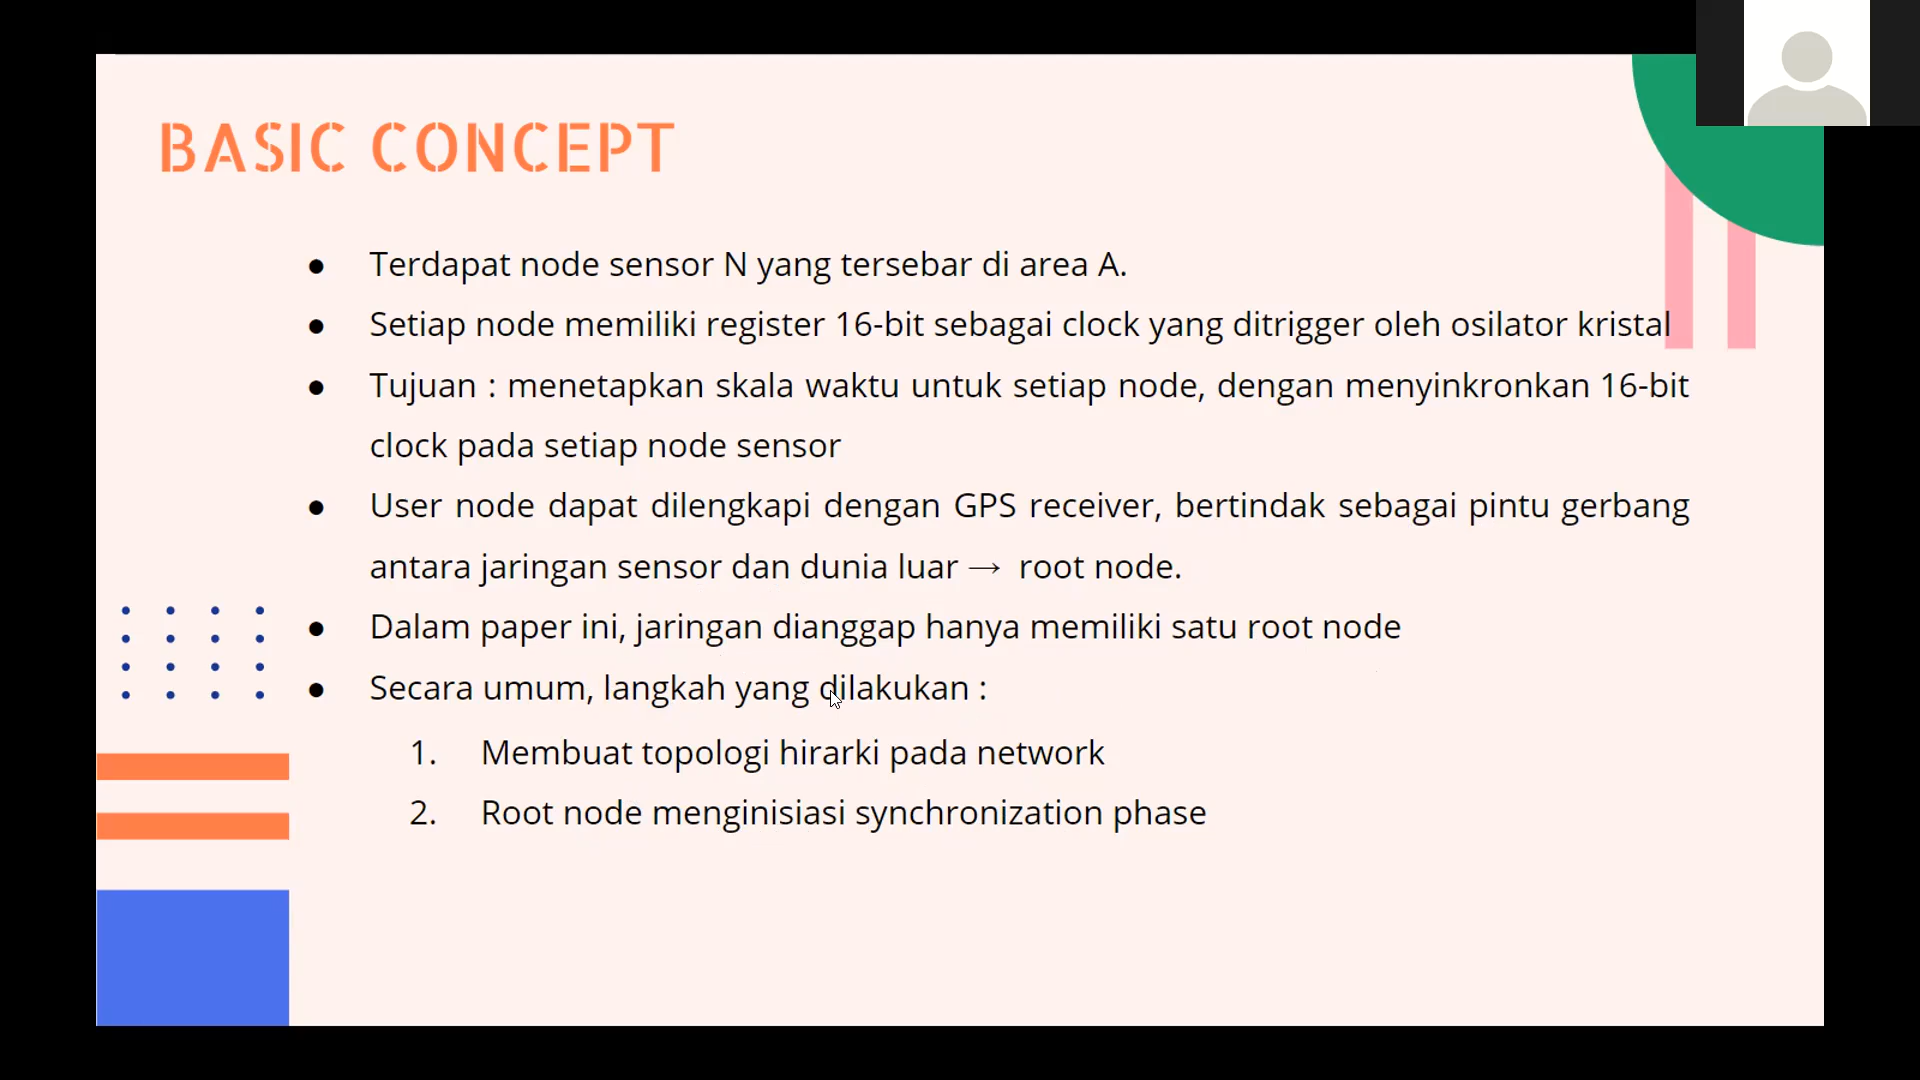 BASIC CONCEPT
● Terdapat node sensor N yang tersebar di area A.
● Setiap node memiliki register 16-bit sebagai clock yang ditrigger oleh osilator kristal
● Tujuan : menetapkan skala waktu untuk setiap node, dengan menyinkronkan 16-bit
clock pada setiap node sensor
● User node dapat dilengkapi dengan GPS receiver, bertindak sebagai pintu gerbang
antara jaringan sensor dan dunia luar → root node.
● Dalam paper ini, jaringan dianggap hanya memiliki satu root node
● Secara umum, langkah yang dilakukan :
1. Membuat topologi hirarki pada network
2. Root node menginisiasi synchronization phase